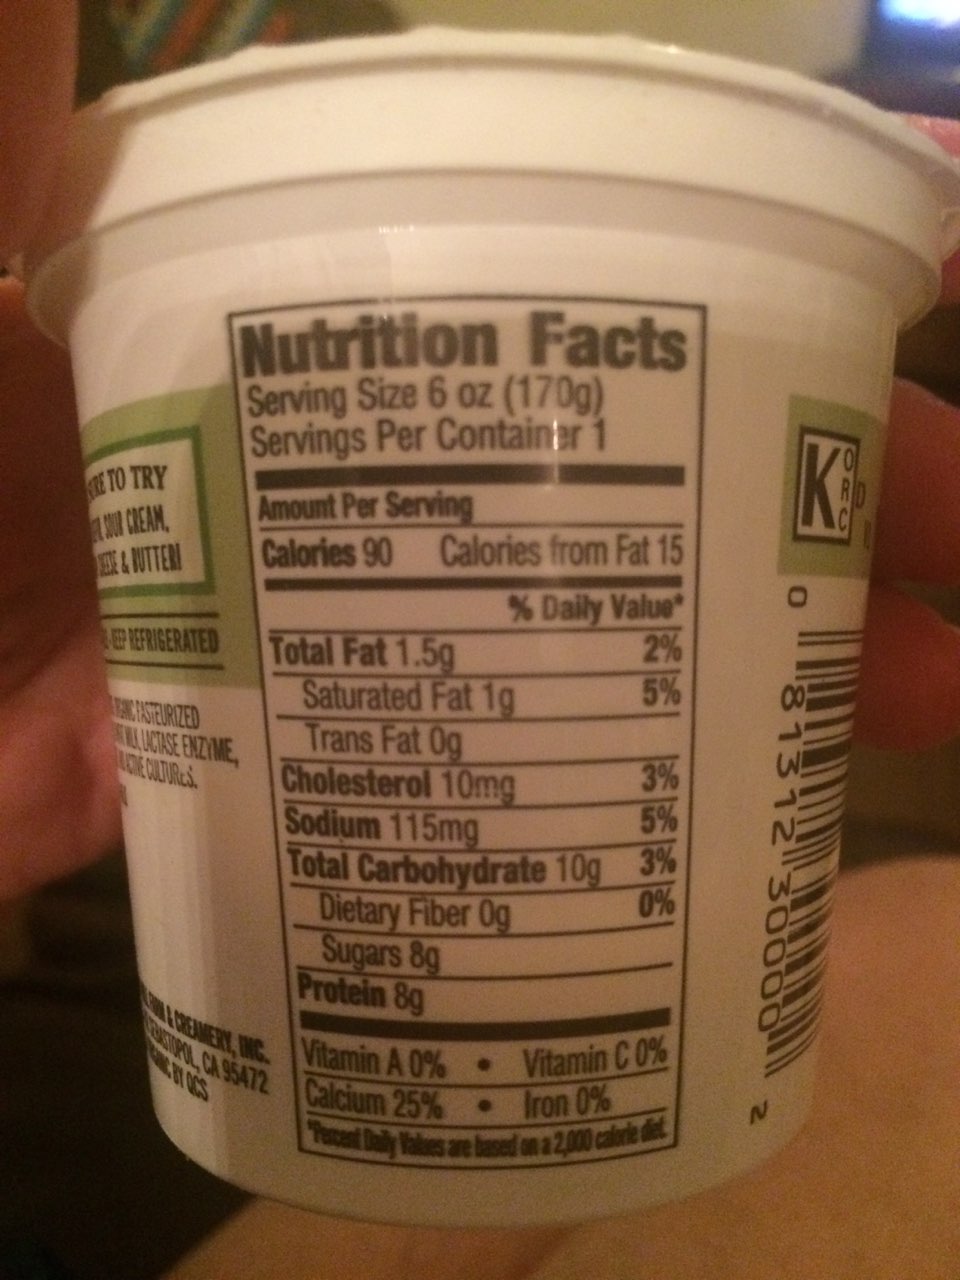 Nutrition Facts
Serving Size 6 oz (170g)
Servings Per Container 1
Amount Per Serving
Calories 90 Calories from Fat 15
% Daily Value*
Total Fat 1.5g 2%
Saturated Fat 1g 5%
Trans Fat 0g
Cholesterol 10mg 3%
Sodium 115mg 5%
Total Carbohydrate 10g 3%
Dietary Fiber 0g 0%
Sugars 8g
Protein 8g
Vitamin A 0% • Vitamin C 0%
Calcium 25% • Iron 0%
*Percent Daily Values are based on a 2,000 calorie diet.
TO TRY
SOUR CREAM,
& BUTTER!
KEEP REFRIGERATED
PASTEURIZED
MILK, LACTASE ENZYME,
ACTIVE CULTURES.
& CREAMERY, INC.
SEBASTOPOL, CA 95472
BY QCS
K
ORC
D
0 81312 30000 2